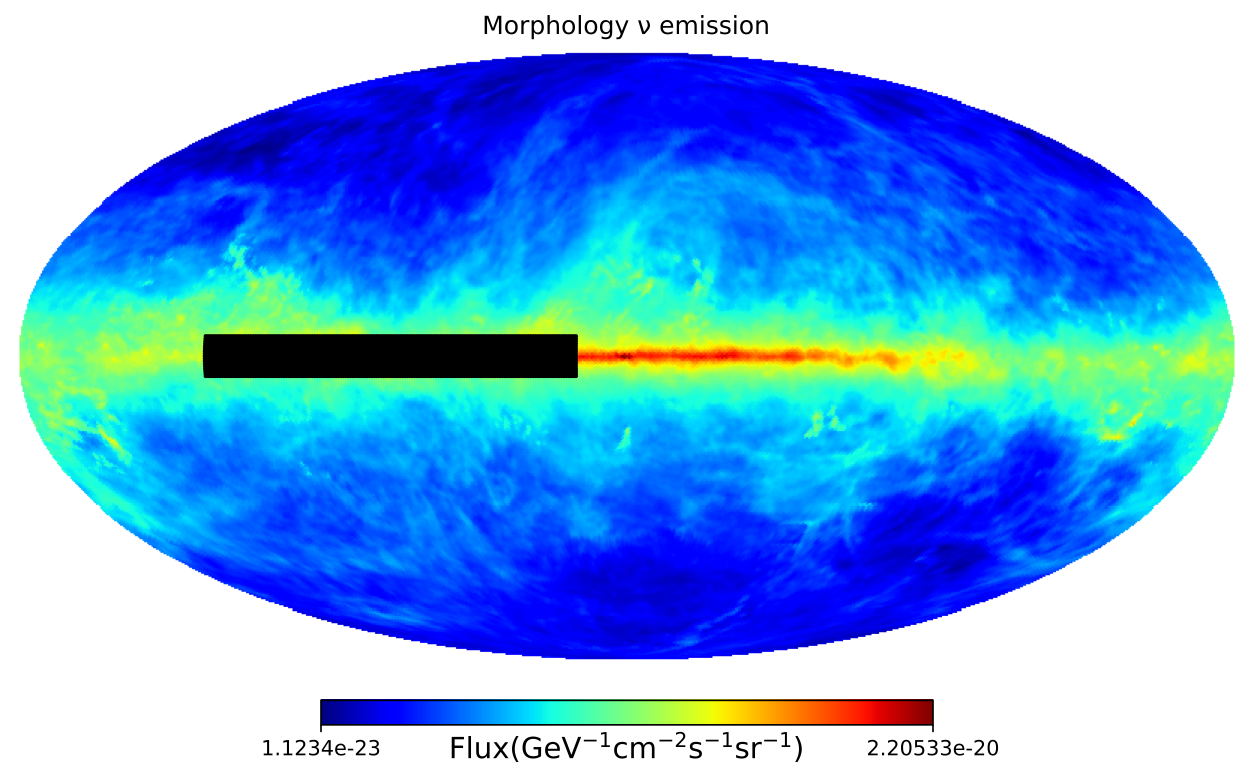 Morphology ν emission
1.1234e-23 Flux(GeV⁻¹cm⁻²s⁻¹sr⁻¹) 2.20533e-20